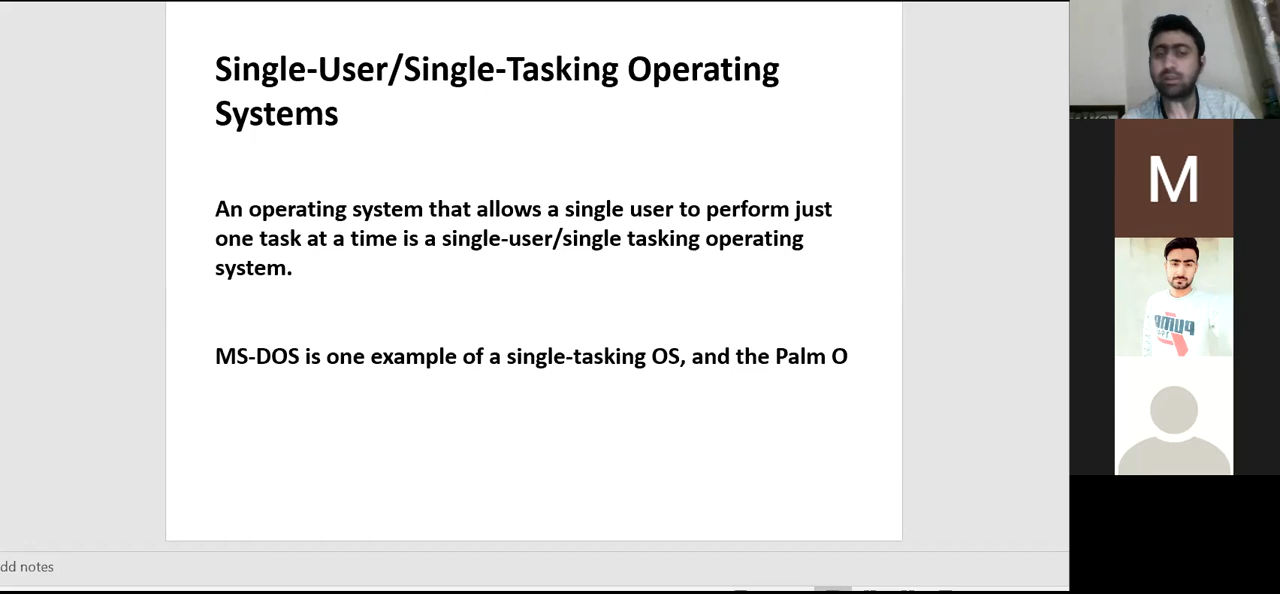 Single-User/Single-Tasking Operating
Systems
An operating system that allows a single user to perform just
one task at a time is a single-user/single tasking operating
system.
MS-DOS is one example of a single-tasking OS, and the Palm O
dd notes
M